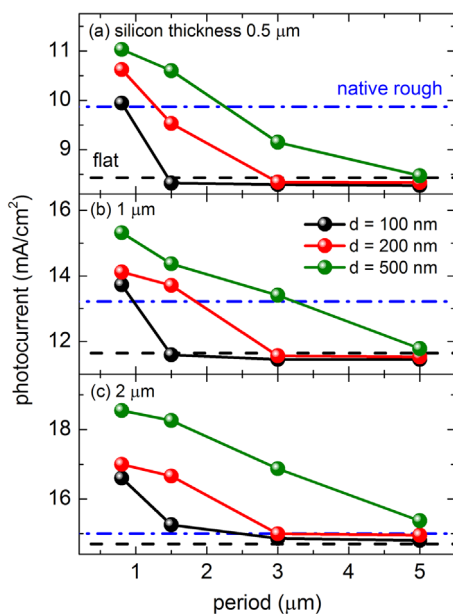 (a) silicon thickness 0.5 μm
11
native rough
10
9
flat
16
(b) 1 μm
d = 100 nm
d = 200 nm
d = 500 nm
14
12
photocurrent (mA/cm²)
(c) 2 μm
18
16
1 2 3 4 5
period (μm)